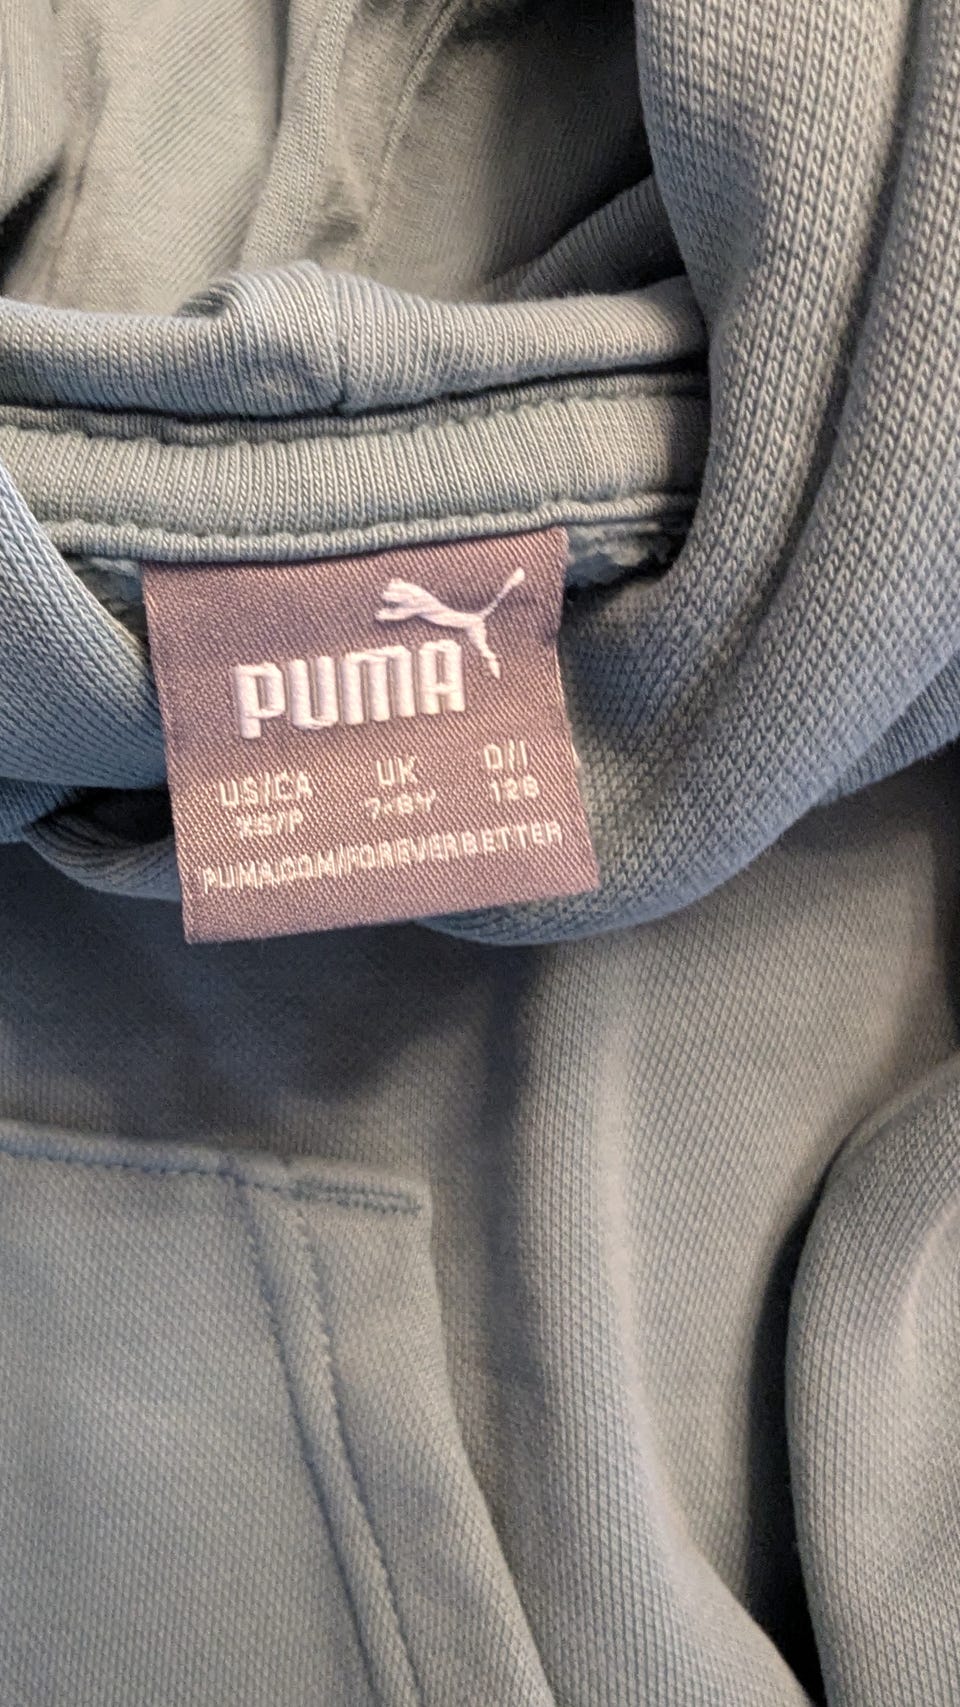 PUMA
US/CA UK D/I
XS/P 7-8Y 128
PUMA.COM/FOREVERBETTER